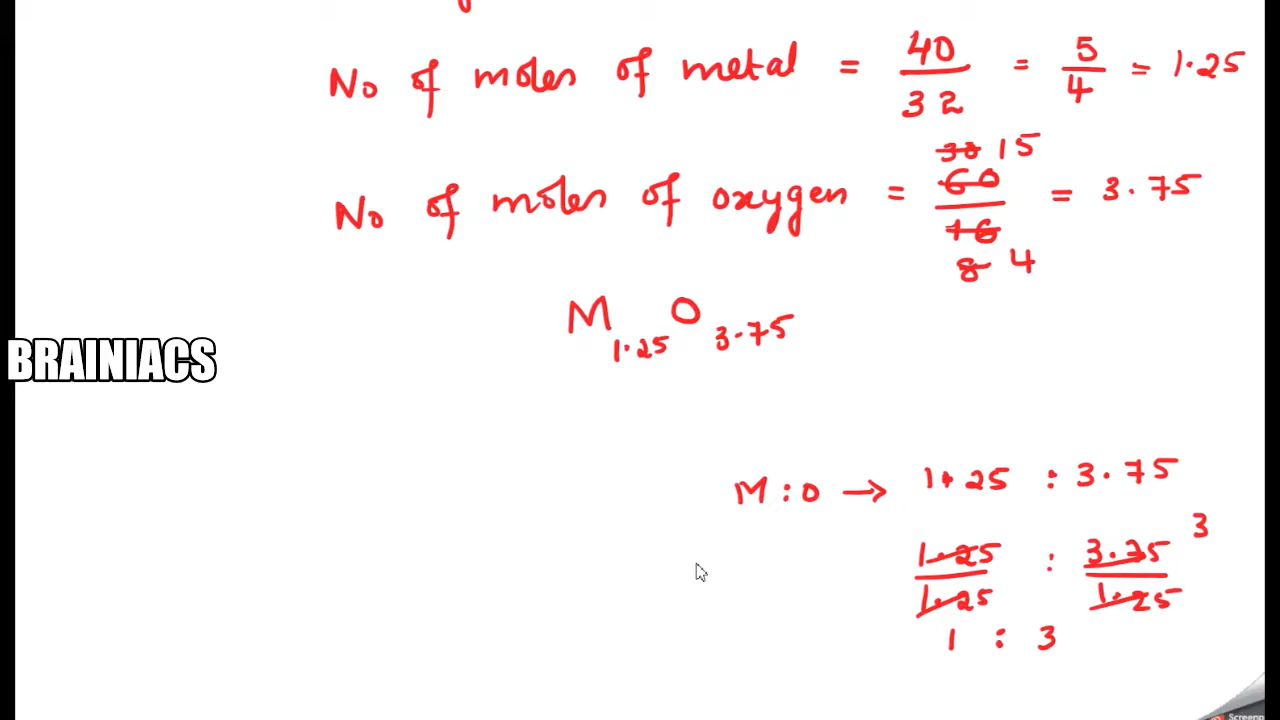 No of moles of metal = 40/32 = 5/4 = 1.25
30 15
No of moles of oxygen = 60/16 = 3.75
8 4
M1.25 O3.75
BRAINIACS
M : O → 1.25 : 3.75
3
1.25/1.25 : 3.75/1.25
1 : 3